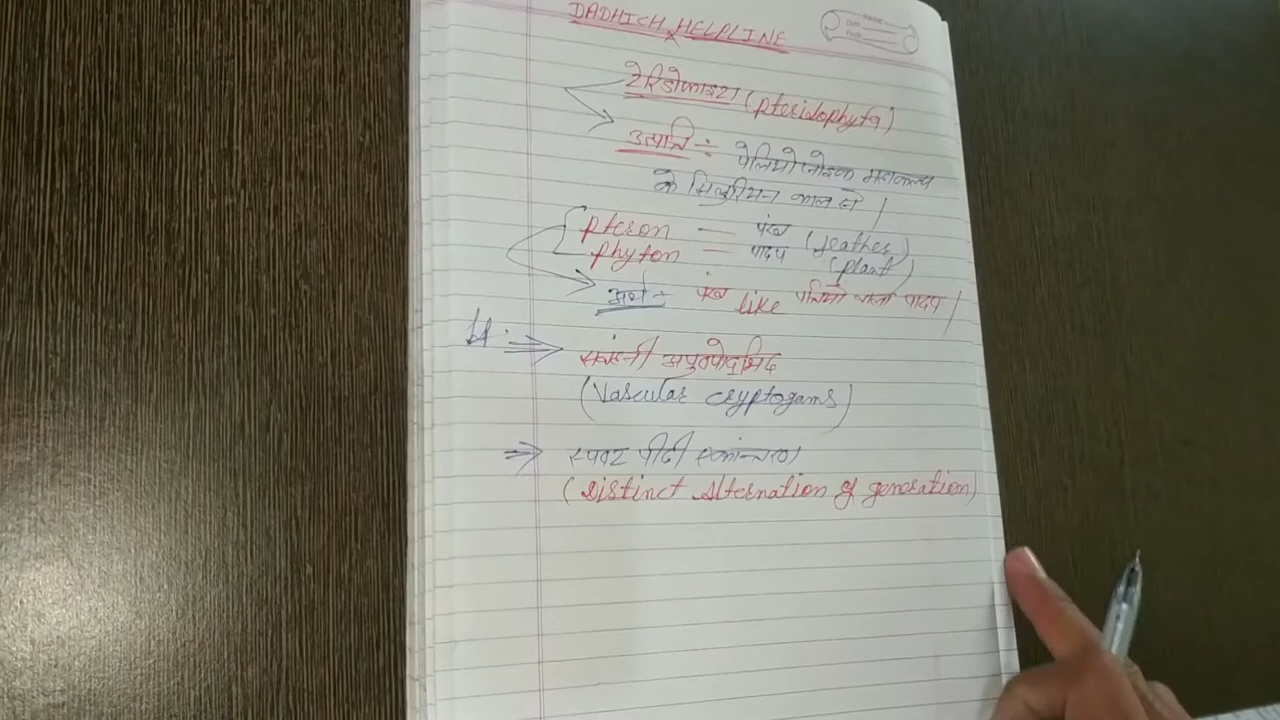 DADHICH HELPLINE
टेरिडोफाइटा (pteridophyta)
उत्पत्ति ÷ पेलियोजोइक महाकल्प
के सिलुरियन काल से |
pteron — पंख (feather)
phyton = पादप (plant)
अर्थ ÷ पंख like पत्तियों वाला पादप |
संवहनी अपुष्पोद्भिद
(Vascular cryptogams)
⇒ स्पष्ट पीढी एकान्तरण
(Distinct Alternation of generation)